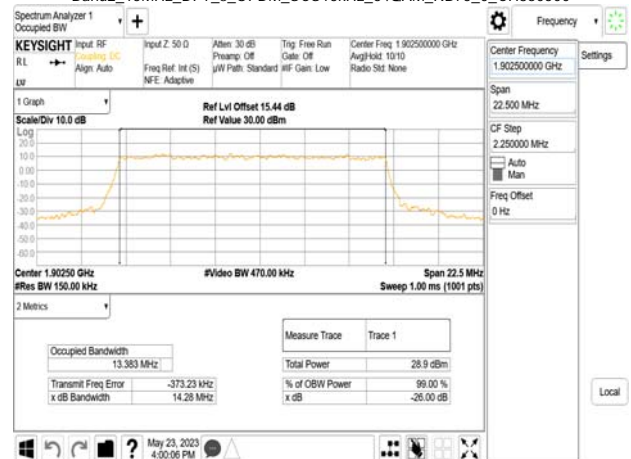 Spectrum Analyzer 1
Occupied BW
Frequency
KEYSIGHT
RL
Input: RF
Coupling: DC
Align: Auto
Input Z: 50 Ω
Freq Ref: Int (S)
NFE: Adaptive
Atten: 30 dB
Preamp: Off
µW Path: Standard
Trig: Free Run
Gate: Off
#IF Gain: Low
Center Freq: 1.902500000 GHz
Avg|Hold: 10/10
Radio Std: None
Center Frequency
1.902500000 GHz
Settings
Span
22.500 MHz
CF Step
2.250000 MHz
Auto
Man
Freq Offset
0 Hz
1 Graph
Scale/Div 10.0 dB
Ref Lvl Offset 15.44 dB
Ref Value 30.00 dBm
Log
20.0
10.0
0.00
-10.0
-20.0
-30.0
-40.0
-50.0
-60.0
Center 1.90250 GHz
#Res BW 150.00 kHz
#Video BW 470.00 kHz
Span 22.5 MHz
Sweep 1.00 ms (1001 pts)
2 Metrics
Measure Trace Trace 1
Occupied Bandwidth
13.383 MHz
Total Power 28.9 dBm
Transmit Freq Error -373.23 kHz
% of OBW Power 99.00 %
x dB Bandwidth 14.28 MHz
x dB -26.00 dB
Local
May 23, 2023
4:00:06 PM